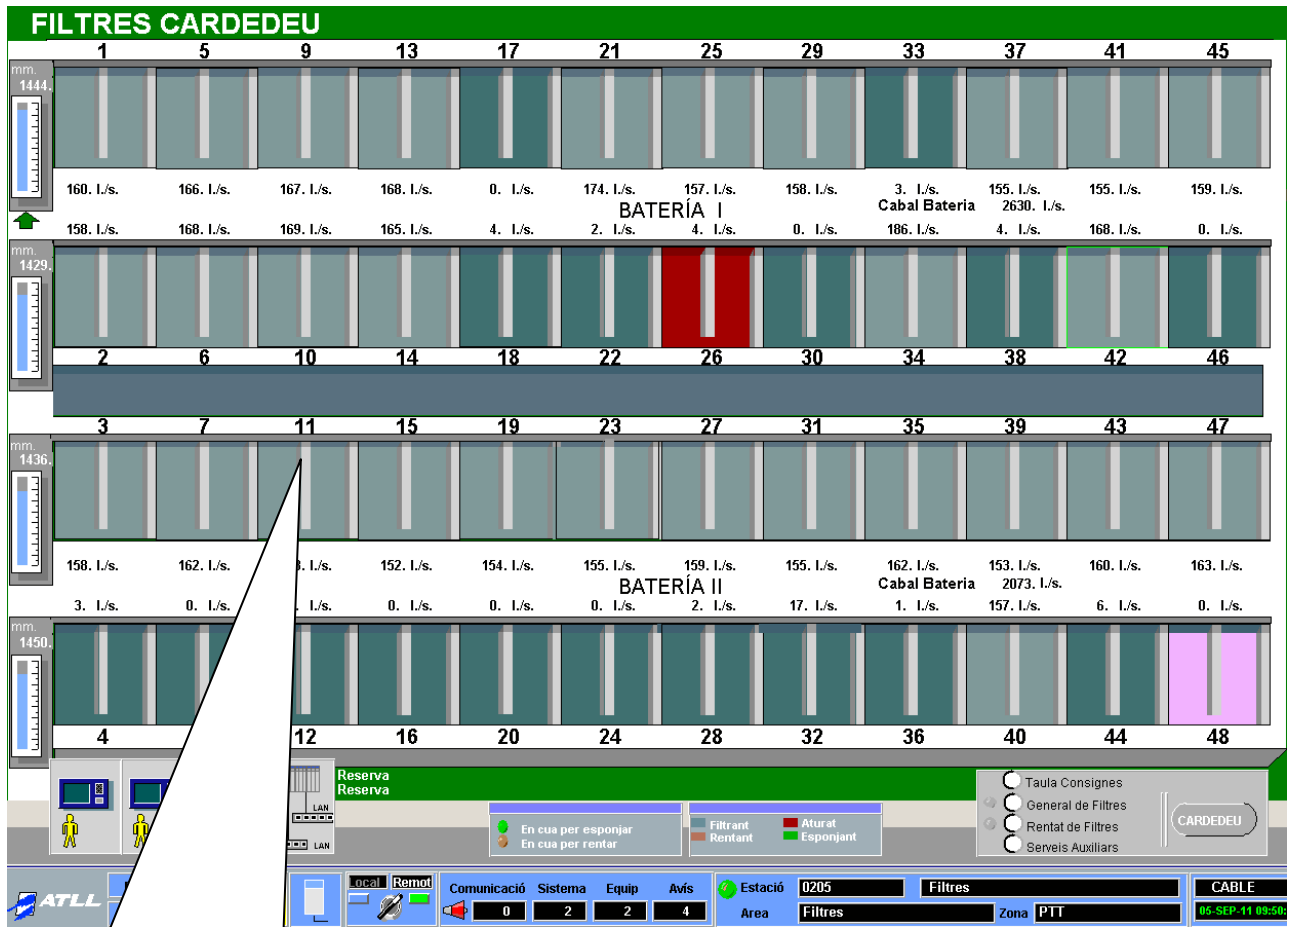 FILTRES CARDEDEU
1 5 9 13 17 21 25 29 33 37 41 45
mm.
1444.
160. l./s. 166. l./s. 167. l./s. 168. l./s. 0. l./s. 174. l./s. 157. l./s. 158. l./s. 3. l./s. 155. l./s. 155. l./s. 159. l./s.
BATERÍA I Cabal Bateria 2630. l./s.
158. l./s. 168. l./s. 169. l./s. 165. l./s. 4. l./s. 2. l./s. 4. l./s. 0. l./s. 186. l./s. 4. l./s. 168. l./s. 0. l./s.
mm.
1429.
2 6 10 14 18 22 26 30 34 38 42 46
3 7 11 15 19 23 27 31 35 39 43 47
mm.
1436.
158. l./s. 162. l./s. l./s. 152. l./s. 154. l./s. 155. l./s. 159. l./s. 155. l./s. 162. l./s. 153. l./s. 160. l./s. 163. l./s.
BATERÍA II Cabal Bateria 2073. l./s.
3. l./s. 0. l./s. l./s. 0. l./s. 0. l./s. 0. l./s. 2. l./s. 17. l./s. 1. l./s. 157. l./s. 6. l./s. 0. l./s.
mm.
1450.
4 12 16 20 24 28 32 36 40 44 48
Reserva
Reserva
LAN
LAN
En cua per esponjar
En cua per rentar
Filtrant Aturat
Rentant Esponjant
Taula Consignes
General de Filtres
Rentat de Filtres
Serveis Auxiliars
CARDEDEU
ATLL
Local Remot
Comunicació Sistema Equip Avís
0 2 2 4
Estació 0205 Filtres
Area Filtres Zona PTT
CABLE
05-SEP-11 09:50: